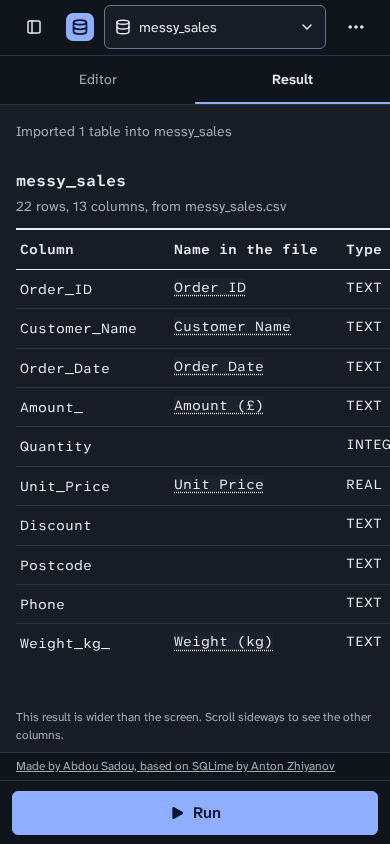 messy_sales
Editor Result
Imported 1 table into messy_sales
messy_sales
22 rows, 13 columns, from messy_sales.csv
Column Name in the file Type
Order_ID Order ID TEXT
Customer_Name Customer Name TEXT
Order_Date Order Date TEXT
Amount_ Amount (£) TEXT
Quantity INTEG
Unit_Price Unit Price REAL
Discount TEXT
Postcode TEXT
Phone TEXT
Weight_kg_ Weight (kg) TEXT
This result is wider than the screen. Scroll sideways to see the other
columns.
Made by Abdou Sadou, based on SQLime by Anton Zhiyanov
Run